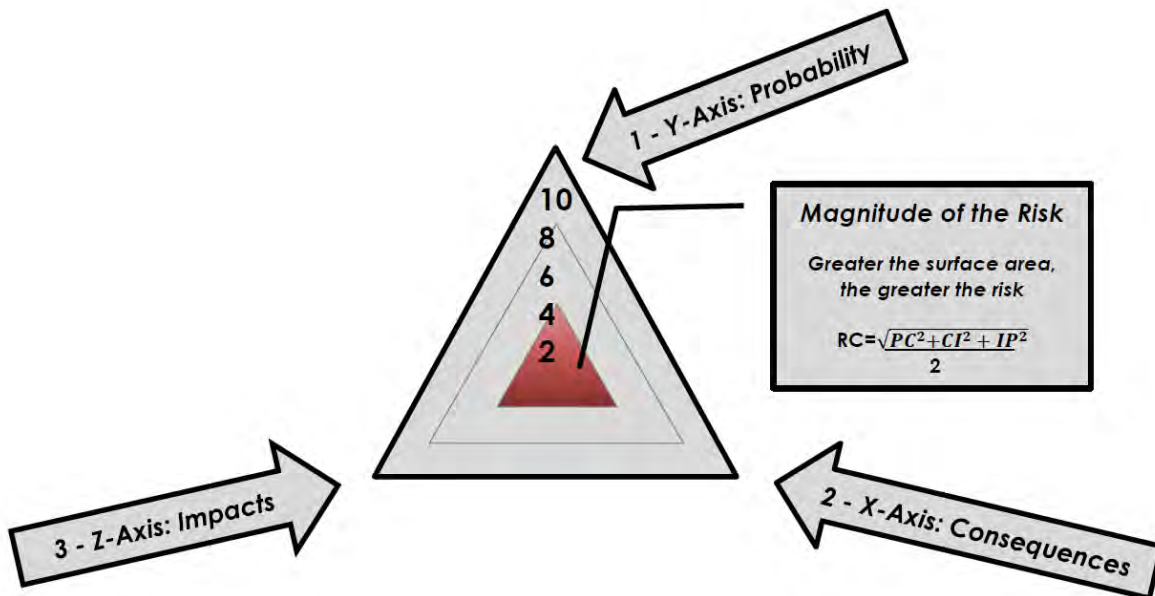 1 - Y-Axis: Probability
10
8
6
4
2
Magnitude of the Risk
Greater the surface area,
the greater the risk
RC=√PC²+CI² + IP²
2
3 - Z-Axis: Impacts
2 - X-Axis: Consequences